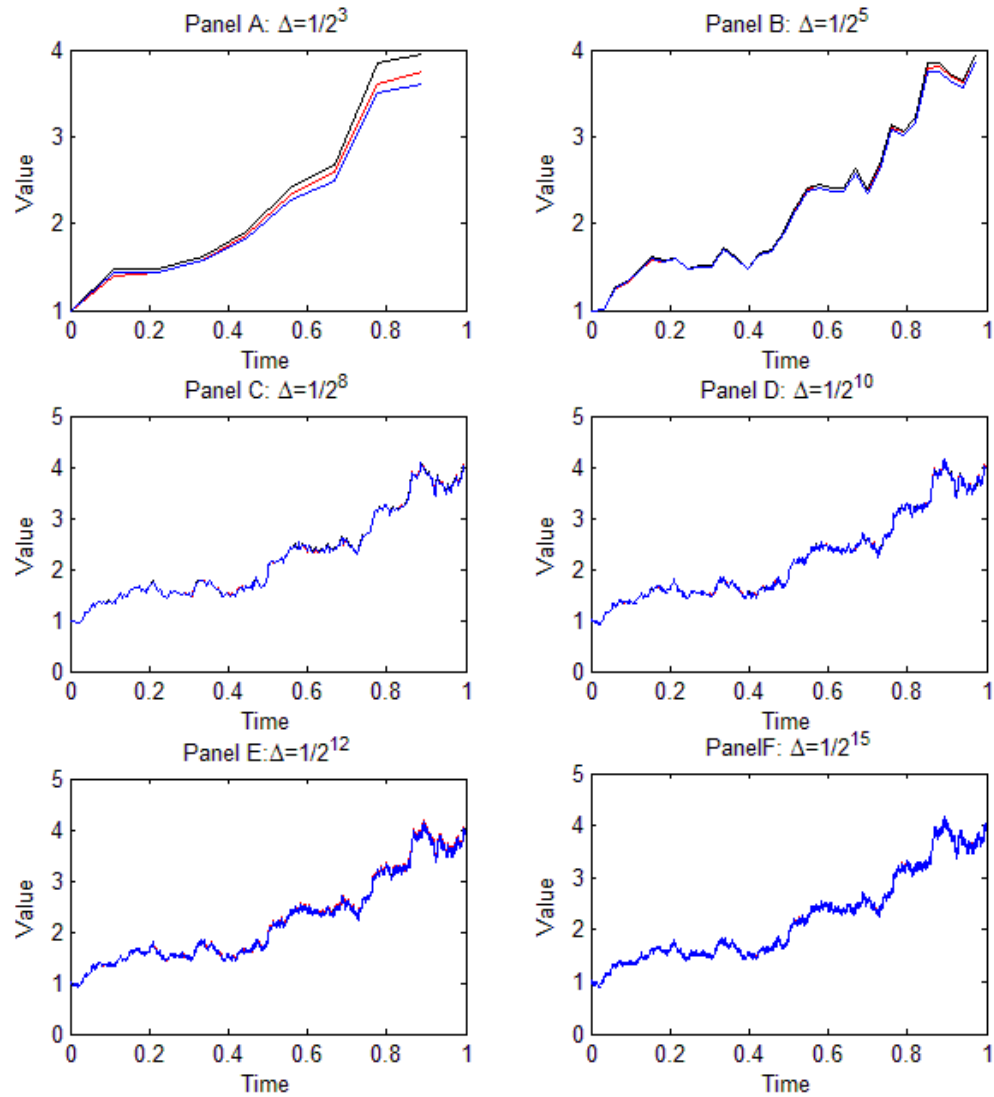 Panel A: Δ=1/2³
Value
4
3
2
1
0 0.2 0.4 0.6 0.8 1
Time
Panel B: Δ=1/2⁵
Value
4
3
2
1
0 0.2 0.4 0.6 0.8 1
Time
Panel C: Δ=1/2⁸
Value
5
4
3
2
1
0
0 0.2 0.4 0.6 0.8 1
Time
Panel D: Δ=1/2¹⁰
Value
5
4
3
2
1
0
0 0.2 0.4 0.6 0.8 1
Time
Panel E:Δ=1/2¹²
Value
5
4
3
2
1
0
0 0.2 0.4 0.6 0.8 1
Time
PanelF: Δ=1/2¹⁵
Value
5
4
3
2
1
0
0 0.2 0.4 0.6 0.8 1
Time